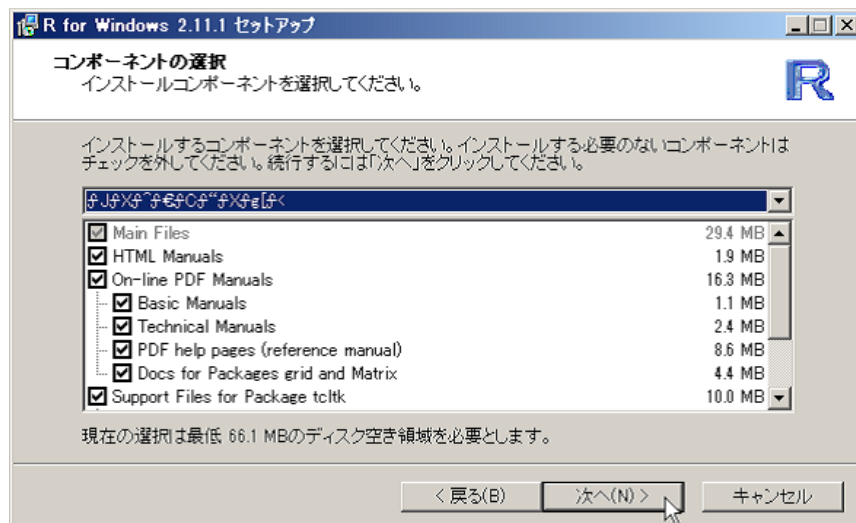 R for Windows 2.11.1 セットアップ
コンポーネントの選択
インストールコンポーネントを選択してください。
R
インストールするコンポーネントを選択してください。インストールする必要のないコンポーネントは
チェックを外してください。続行するには「次へ」をクリックしてください。
Main Files 29.4 MB
HTML Manuals 1.9 MB
On-line PDF Manuals 16.3 MB
Basic Manuals 1.1 MB
Technical Manuals 2.4 MB
PDF help pages (reference manual) 8.6 MB
Docs for Packages grid and Matrix 4.4 MB
Support Files for Package tcltk 10.0 MB
現在の選択は最低 66.1 MBのディスク空き領域を必要とします。
< 戻る(B) 次へ(N) > キャンセル